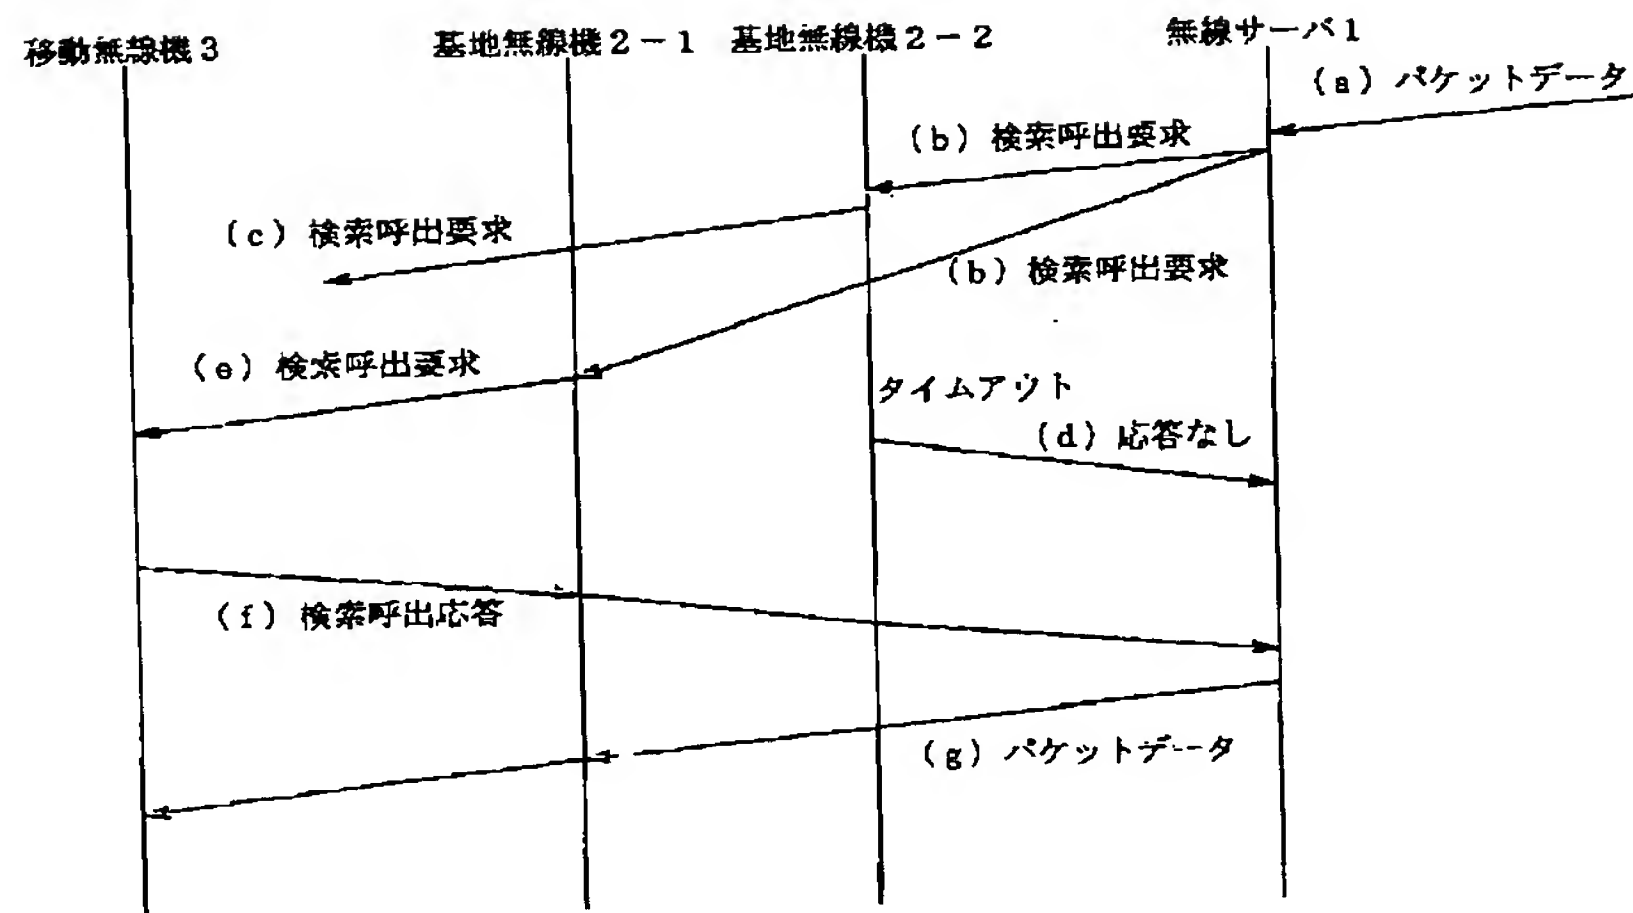 移動無線機3
基地無線機2-1
基地無線機2-2
無線サーバ1
(a) パケットデータ
(b) 検索呼出要求
(c) 検索呼出要求
(b) 検索呼出要求
(e) 検索呼出要求
タイムアウト
(d) 応答なし
(f) 検索呼出応答
(g) パケットデータ